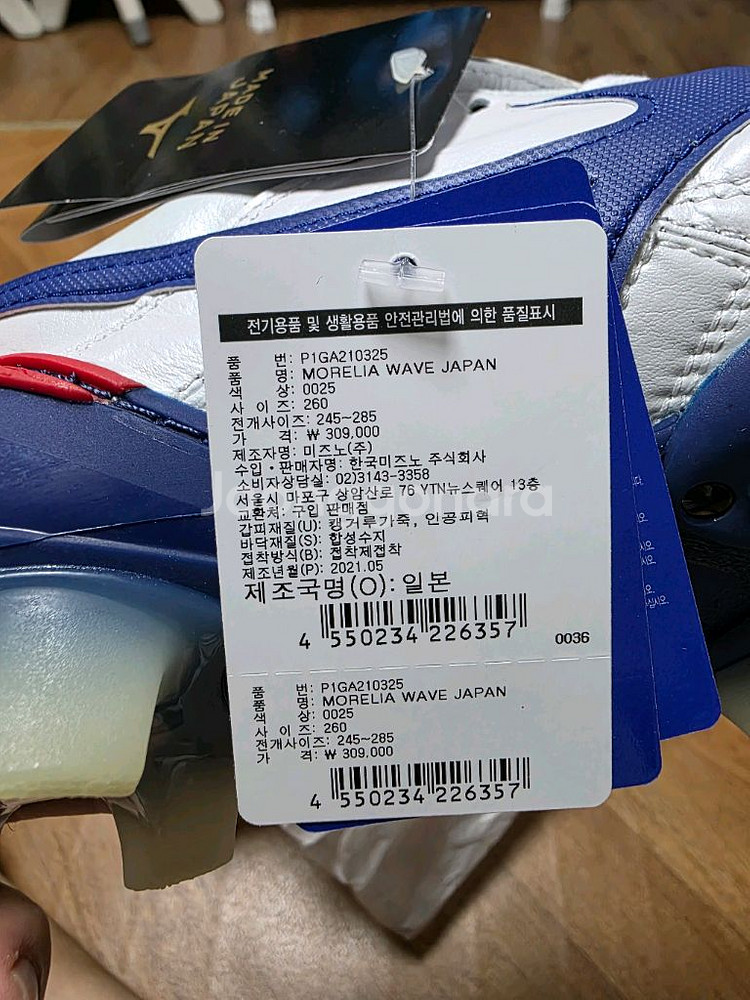 MADE IN
JAPAN
전기용품 및 생활용품 안전관리법에 의한 품질표시
품 번: P1GA210325
품 명: MORELIA WAVE JAPAN
색 상: 0025
사 이 즈: 260
전개사이즈: 245~285
가 격: ₩ 309,000
제조자명: 미즈노(주)
수입·판매자명: 한국미즈노 주식회사
소비자상담실: 02)3143-3358
서울시 마포구 상암산로 76 YTN뉴스퀘어 13층
교환처: 구입 판매점
갑피재질(U): 캥거루가죽, 인공피혁
바닥재질(S): 합성수지
접착방식(B): 접착제접착
제조년월(P): 2021.05
제조국명(O): 일본
4 550234 226357
0036
품 번: P1GA210325
품 명: MORELIA WAVE JAPAN
색 상: 0025
사 이 즈: 260
전개사이즈: 245~285
가 격: ₩ 309,000
4 550234 226357